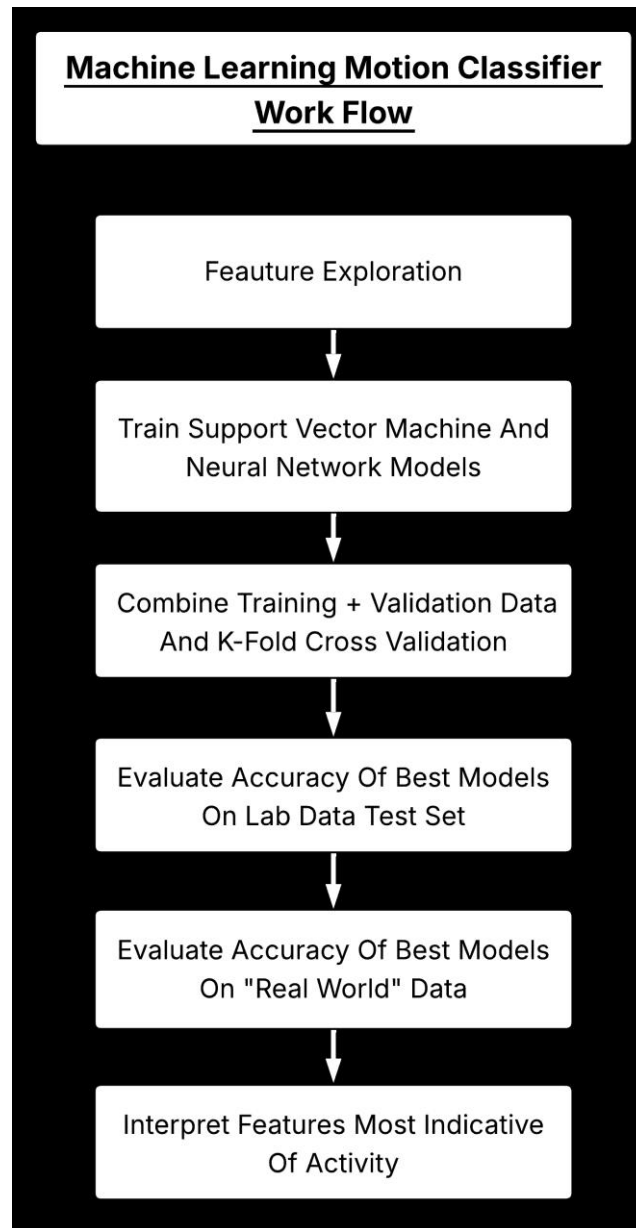 Machine Learning Motion Classifier
Work Flow
Feauture Exploration
Train Support Vector Machine And
Neural Network Models
Combine Training + Validation Data
And K-Fold Cross Validation
Evaluate Accuracy Of Best Models
On Lab Data Test Set
Evaluate Accuracy Of Best Models
On "Real World" Data
Interpret Features Most Indicative
Of Activity